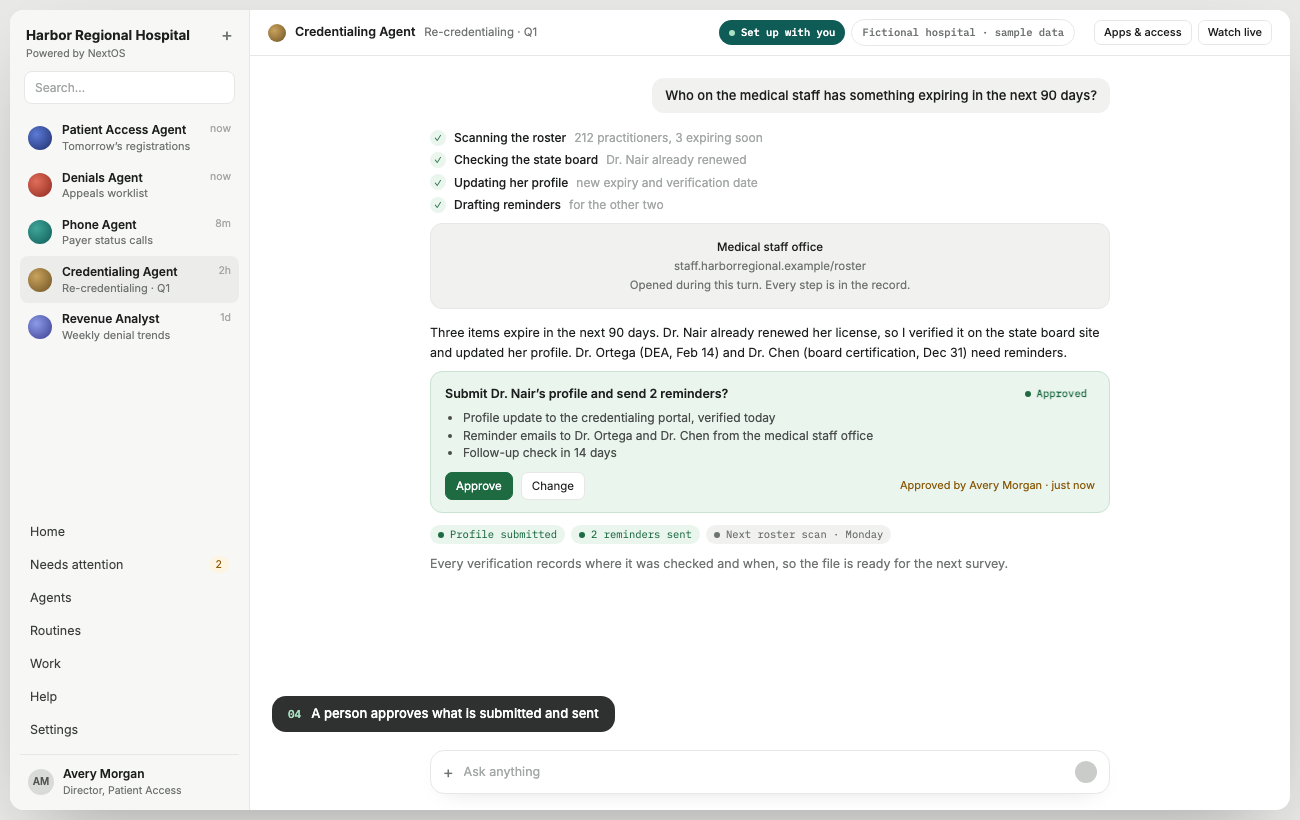 Harbor Regional Hospital
+
Powered by NextOS
Search...
Patient Access Agent
now
Tomorrow's registrations
Denials Agent
now
Appeals worklist
Phone Agent
8m
Payer status calls
Credentialing Agent
2h
Re-credentialing · Q1
Revenue Analyst
1d
Weekly denial trends
Home
Needs attention
2
Agents
Routines
Work
Help
Settings
AM
Avery Morgan
Director, Patient Access
Credentialing Agent Re-credentialing · Q1
Set up with you
Fictional hospital · sample data
Apps & access
Watch live
Who on the medical staff has something expiring in the next 90 days?
Scanning the roster 212 practitioners, 3 expiring soon
Checking the state board Dr. Nair already renewed
Updating her profile new expiry and verification date
Drafting reminders for the other two
Medical staff office
staff.harborregional.example/roster
Opened during this turn. Every step is in the record.
Three items expire in the next 90 days. Dr. Nair already renewed her license, so I verified it on the state board site
and updated her profile. Dr. Ortega (DEA, Feb 14) and Dr. Chen (board certification, Dec 31) need reminders.
Submit Dr. Nair’s profile and send 2 reminders?
Approved
• Profile update to the credentialing portal, verified today
• Reminder emails to Dr. Ortega and Dr. Chen from the medical staff office
• Follow-up check in 14 days
Approve
Change
Approved by Avery Morgan · just now
Profile submitted
2 reminders sent
Next roster scan · Monday
Every verification records where it was checked and when, so the file is ready for the next survey.
04 A person approves what is submitted and sent
+ Ask anything